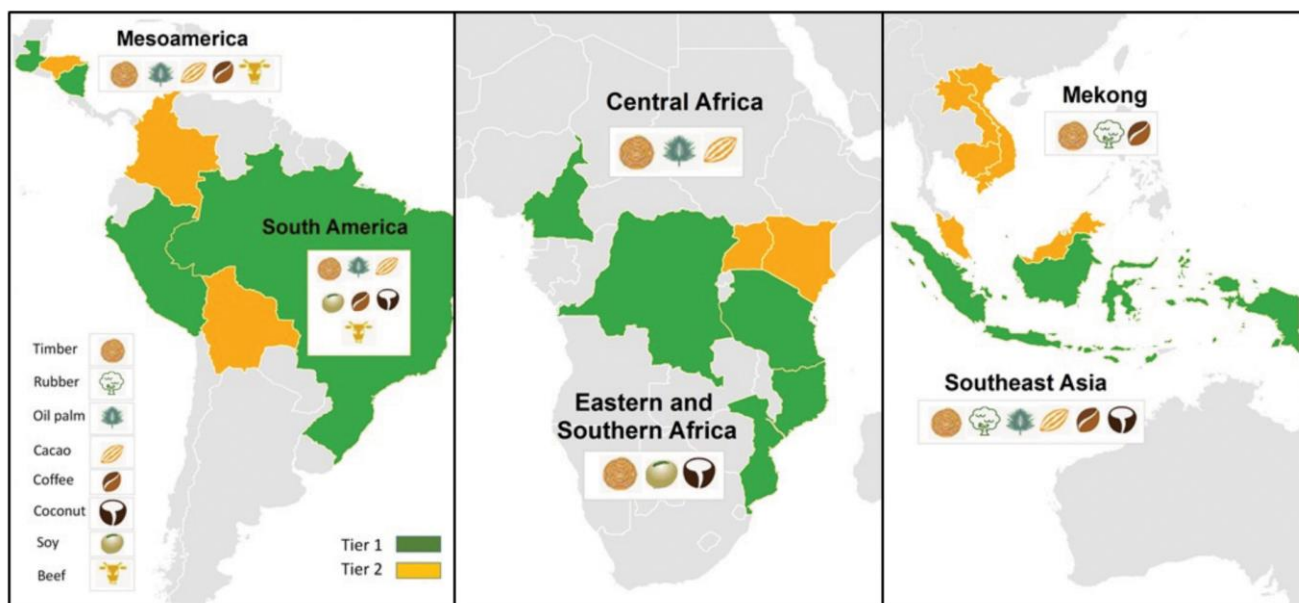 Mesoamerica
South America
Timber
Rubber
Oil palm
Cacao
Coffee
Coconut
Soy
Beef
Tier 1
Tier 2
Central Africa
Eastern and
Southern Africa
Mekong
Southeast Asia